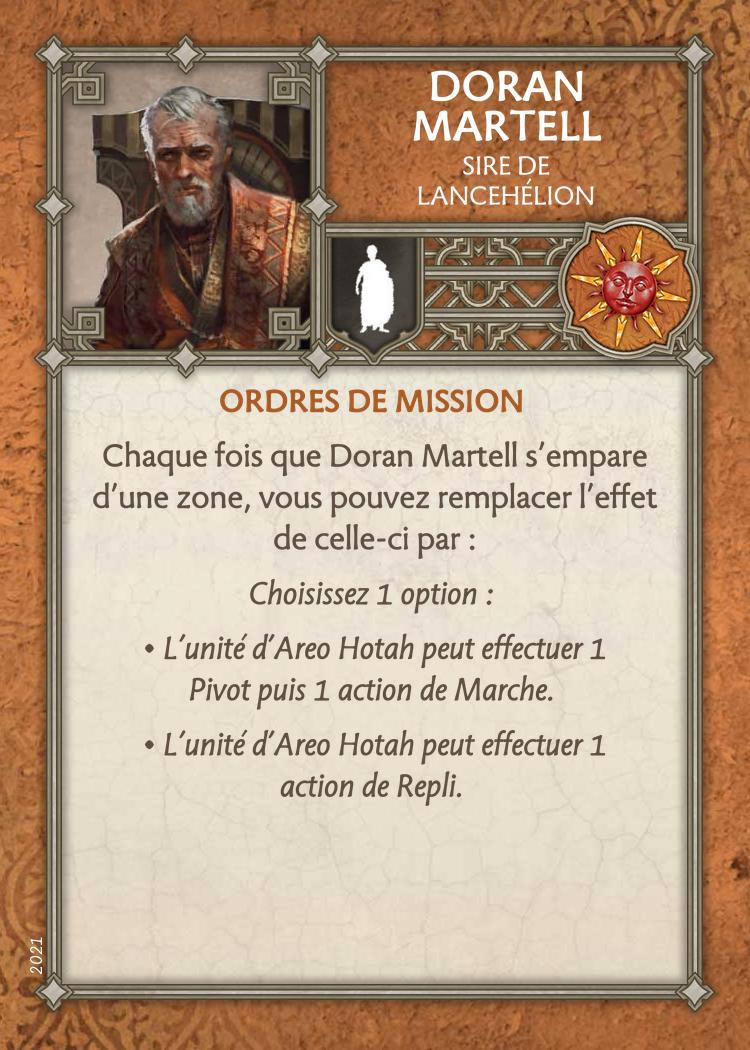 DORAN
MARTELL
SIRE DE
LANCEHÉLION
ORDRES DE MISSION
Chaque fois que Doran Martell s’empare
d’une zone, vous pouvez remplacer l’effet
de celle-ci par :
Choisissez 1 option :
• L’unité d’Areo Hotah peut effectuer 1
Pivot puis 1 action de Marche.
• L’unité d’Areo Hotah peut effectuer 1
action de Repli.
2021